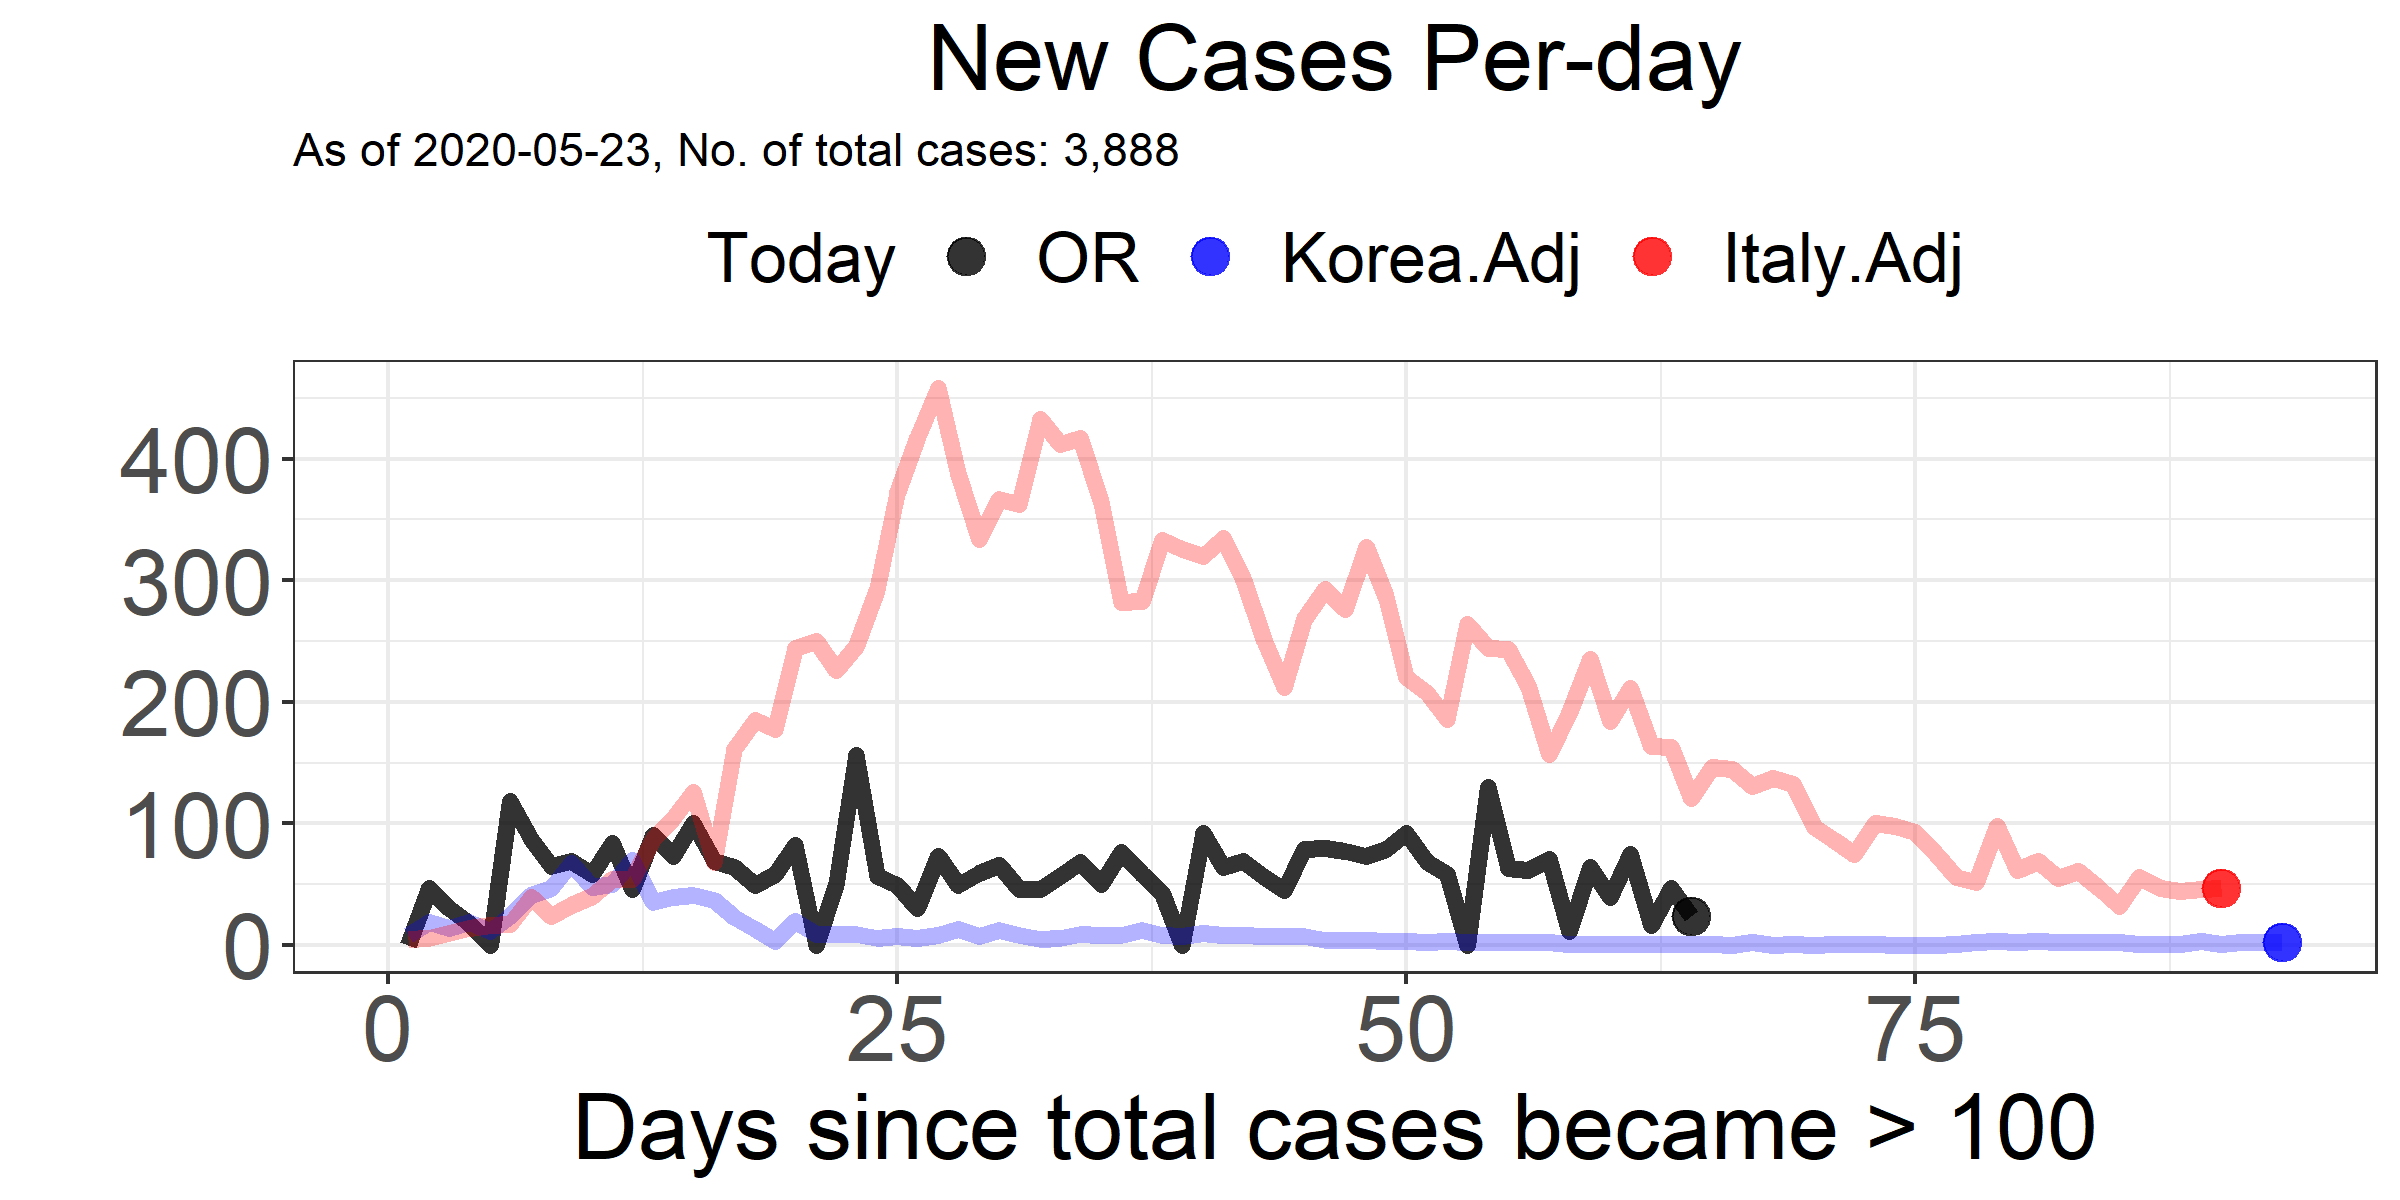 New Cases Per-day
As of 2020-05-23, No. of total cases: 3,888
Today OR Korea.Adj Italy.Adj
400
300
200
100
0
0 25 50 75
Days since total cases became > 100